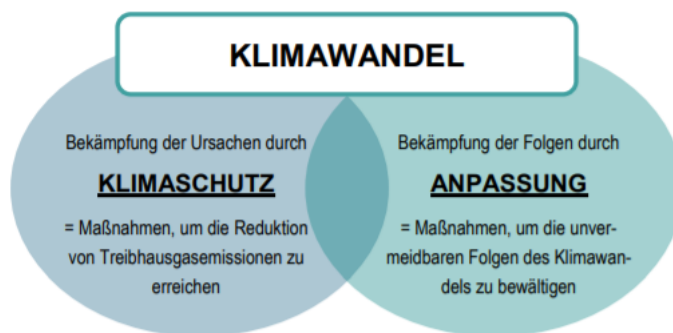 KLIMAWANDEL
Bekämpfung der Ursachen durch
KLIMASCHUTZ
= Maßnahmen, um die Reduktion
von Treibhausgasemissionen zu
erreichen
Bekämpfung der Folgen durch
ANPASSUNG
= Maßnahmen, um die unver-
meidbaren Folgen des Klimawan-
dels zu bewältigen